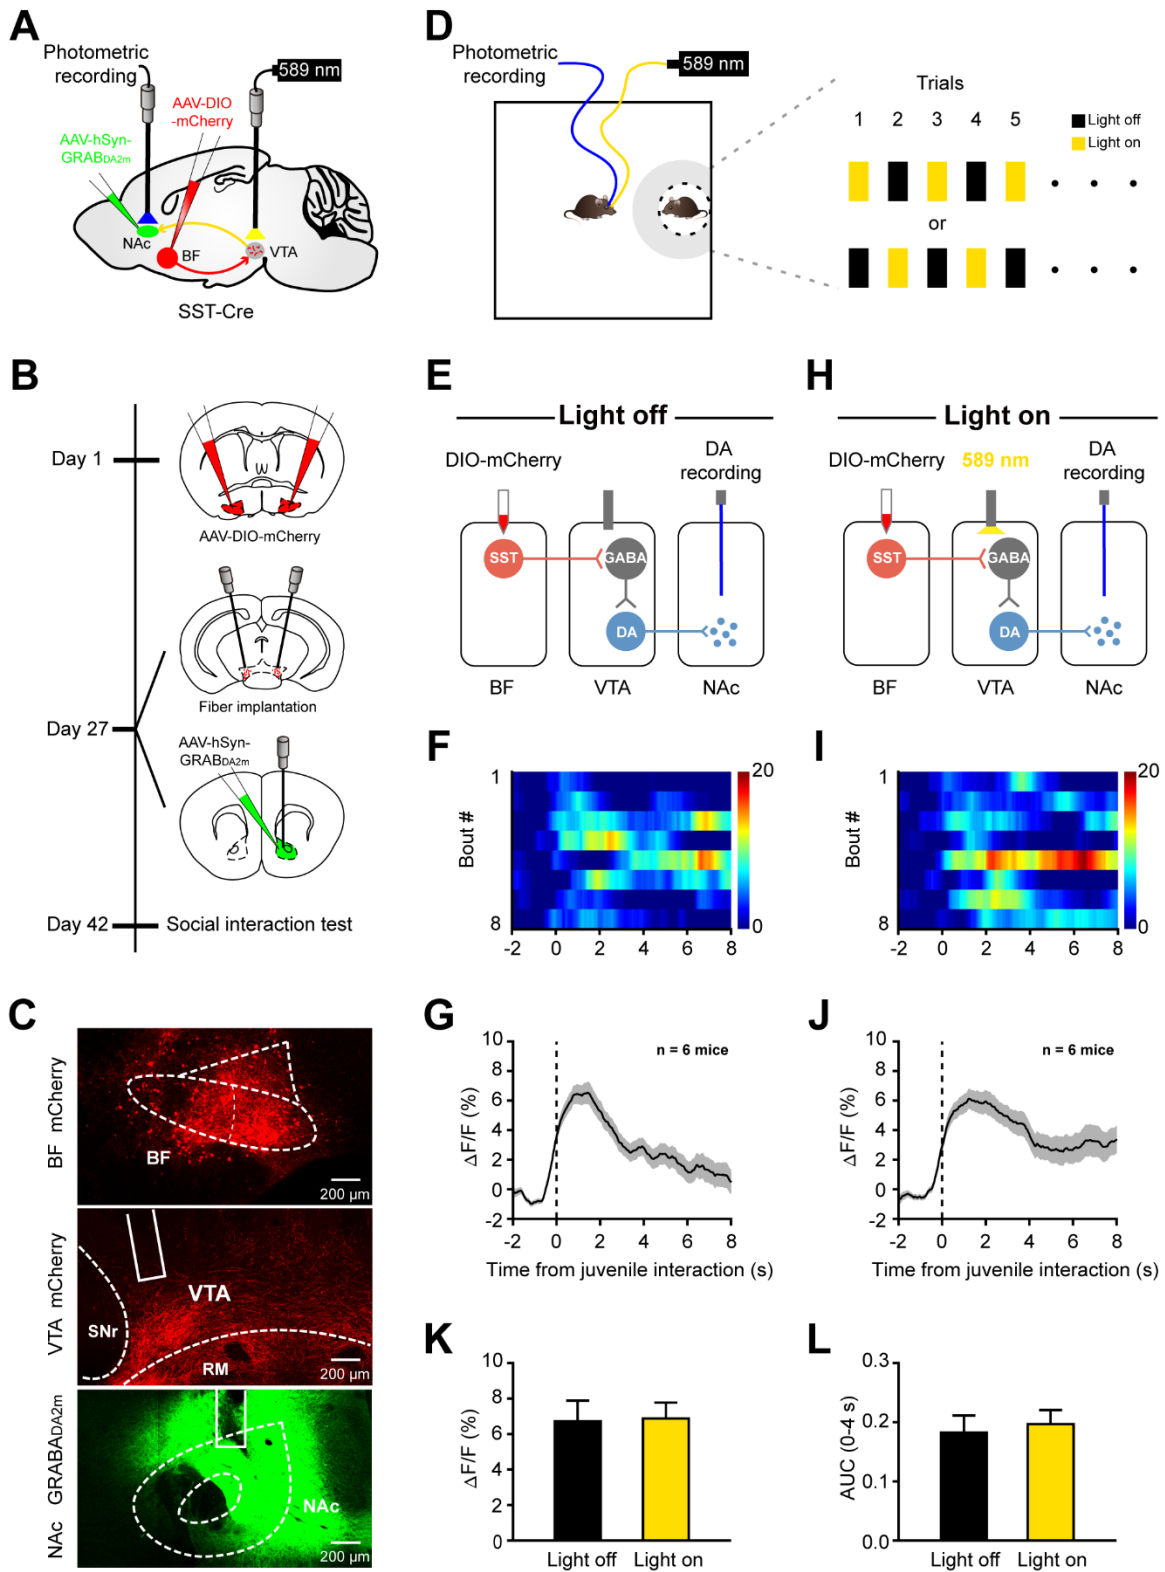 A
Photometric
recording
589 nm
AAV-DIO
-mCherry
AAV-hSyn-
GRABDA2m
NAc
BF
VTA
SST-Cre
D
Photometric
recording
589 nm
Trials
1 2 3 4 5
Light off
Light on
or
B
Day 1
AAV-DIO-mCherry
Fiber implantation
Day 27
AAV-hSyn-
GRABDA2m
Day 42
Social interaction test
E
Light off
DIO-mCherry
DA
recording
SST
GABA
DA
BF
VTA
NAc
H
Light on
DIO-mCherry
589 nm
DA
recording
SST
GABA
DA
BF
VTA
NAc
F
Bout #
1
8
20
0
-2 0 2 4 6 8
I
Bout #
1
8
20
0
-2 0 2 4 6 8
C
BF mCherry
BF
200 µm
VTA mCherry
VTA
SNr
RM
200 µm
NAc GRABADA2m
NAc
200 µm
G
ΔF/F (%)
10
8
6
4
2
0
-2
n = 6 mice
-2 0 2 4 6 8
Time from juvenile interaction (s)
J
ΔF/F (%)
10
8
6
4
2
0
-2
n = 6 mice
-2 0 2 4 6 8
Time from juvenile interaction (s)
K
ΔF/F (%)
10
8
6
4
2
0
Light off Light on
L
AUC (0-4 s)
0.3
0.2
0.1
0.0
Light off Light on